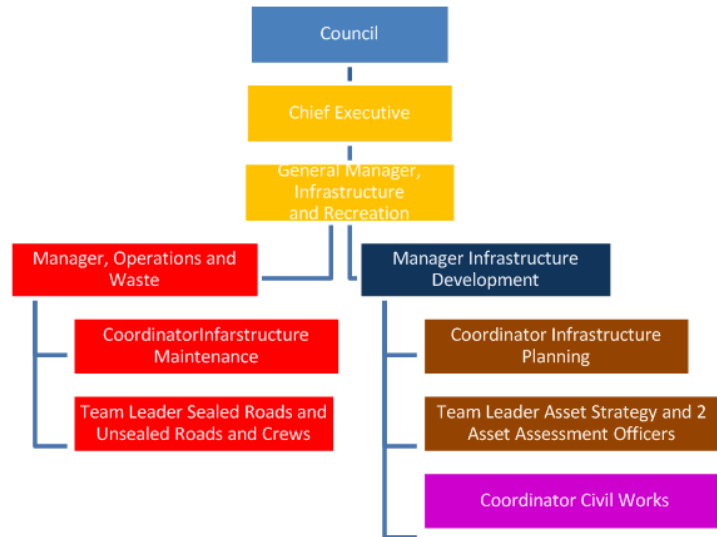 Council
Chief Executive
General Manager,
Infrastructure
and Recreation
Manager, Operations and
Waste
Manager Infrastructure
Development
CoordinatorInfarstructure
Maintenance
Coordinator Infrastructure
Planning
Team Leader Sealed Roads and
Unsealed Roads and Crews
Team Leader Asset Strategy and 2
Asset Assessment Officers
Coordinator Civil Works